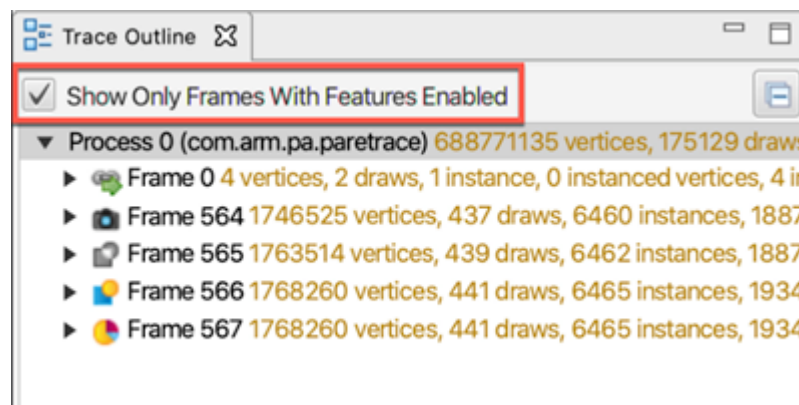 Trace Outline
Show Only Frames With Features Enabled
Process 0 (com.arm.pa.paretrace) 688771135 vertices, 175129 draws
Frame 0 4 vertices, 2 draws, 1 instance, 0 instanced vertices, 4
Frame 564 1746525 vertices, 437 draws, 6460 instances, 1887
Frame 565 1763514 vertices, 439 draws, 6462 instances, 1887
Frame 566 1768260 vertices, 441 draws, 6465 instances, 1934
Frame 567 1768260 vertices, 441 draws, 6465 instances, 1934